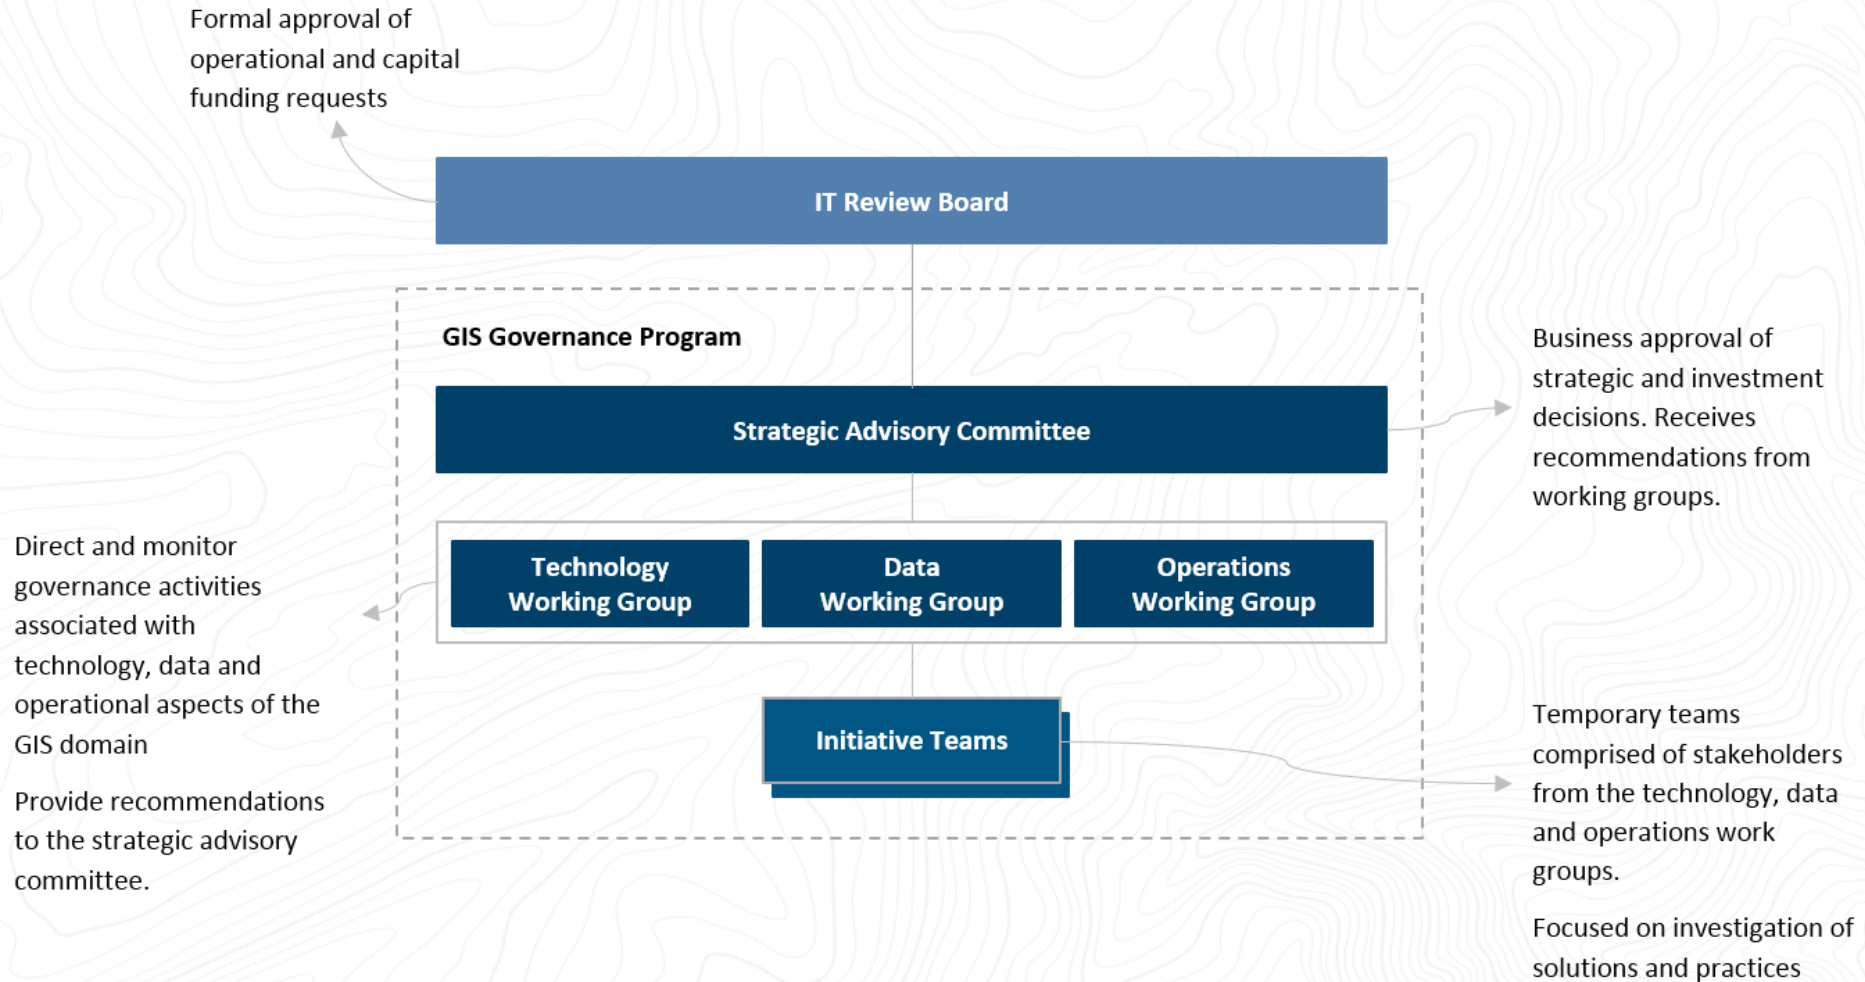 Formal approval of
operational and capital
funding requests
IT Review Board
GIS Governance Program
Strategic Advisory Committee
Business approval of
strategic and investment
decisions. Receives
recommendations from
working groups.
Direct and monitor
governance activities
associated with
technology, data and
operational aspects of the
GIS domain
Provide recommendations
to the strategic advisory
committee.
Technology
Working Group
Data
Working Group
Operations
Working Group
Initiative Teams
Temporary teams
comprised of stakeholders
from the technology, data
and operations work
groups.
Focused on investigation of
solutions and practices